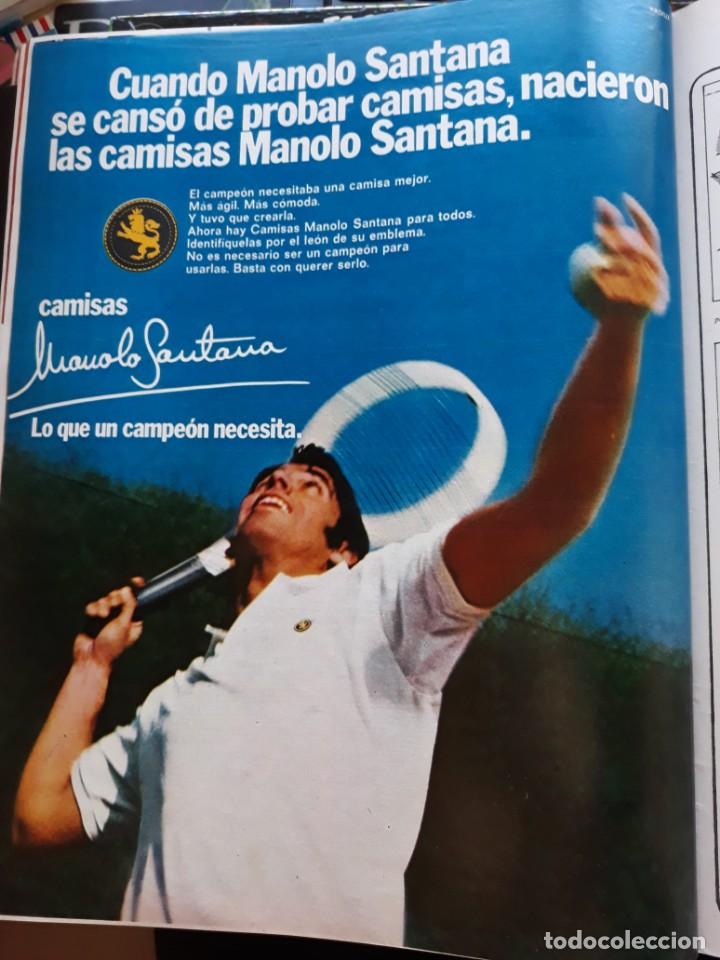 Cuando Manolo Santana
se cansó de probar camisas, nacieron
las camisas Manolo Santana.
El campeón necesitaba una camisa mejor.
Más ágil. Más cómoda.
Y tuvo que crearla.
Ahora hay Camisas Manolo Santana para todos.
Identifíquelas por el león de su emblema.
No es necesario ser un campeón para
usarlas. Basta con querer serlo.
camisas
Manolo Santana
Lo que un campeón necesita.
todocoleccion
todocoleccion.net